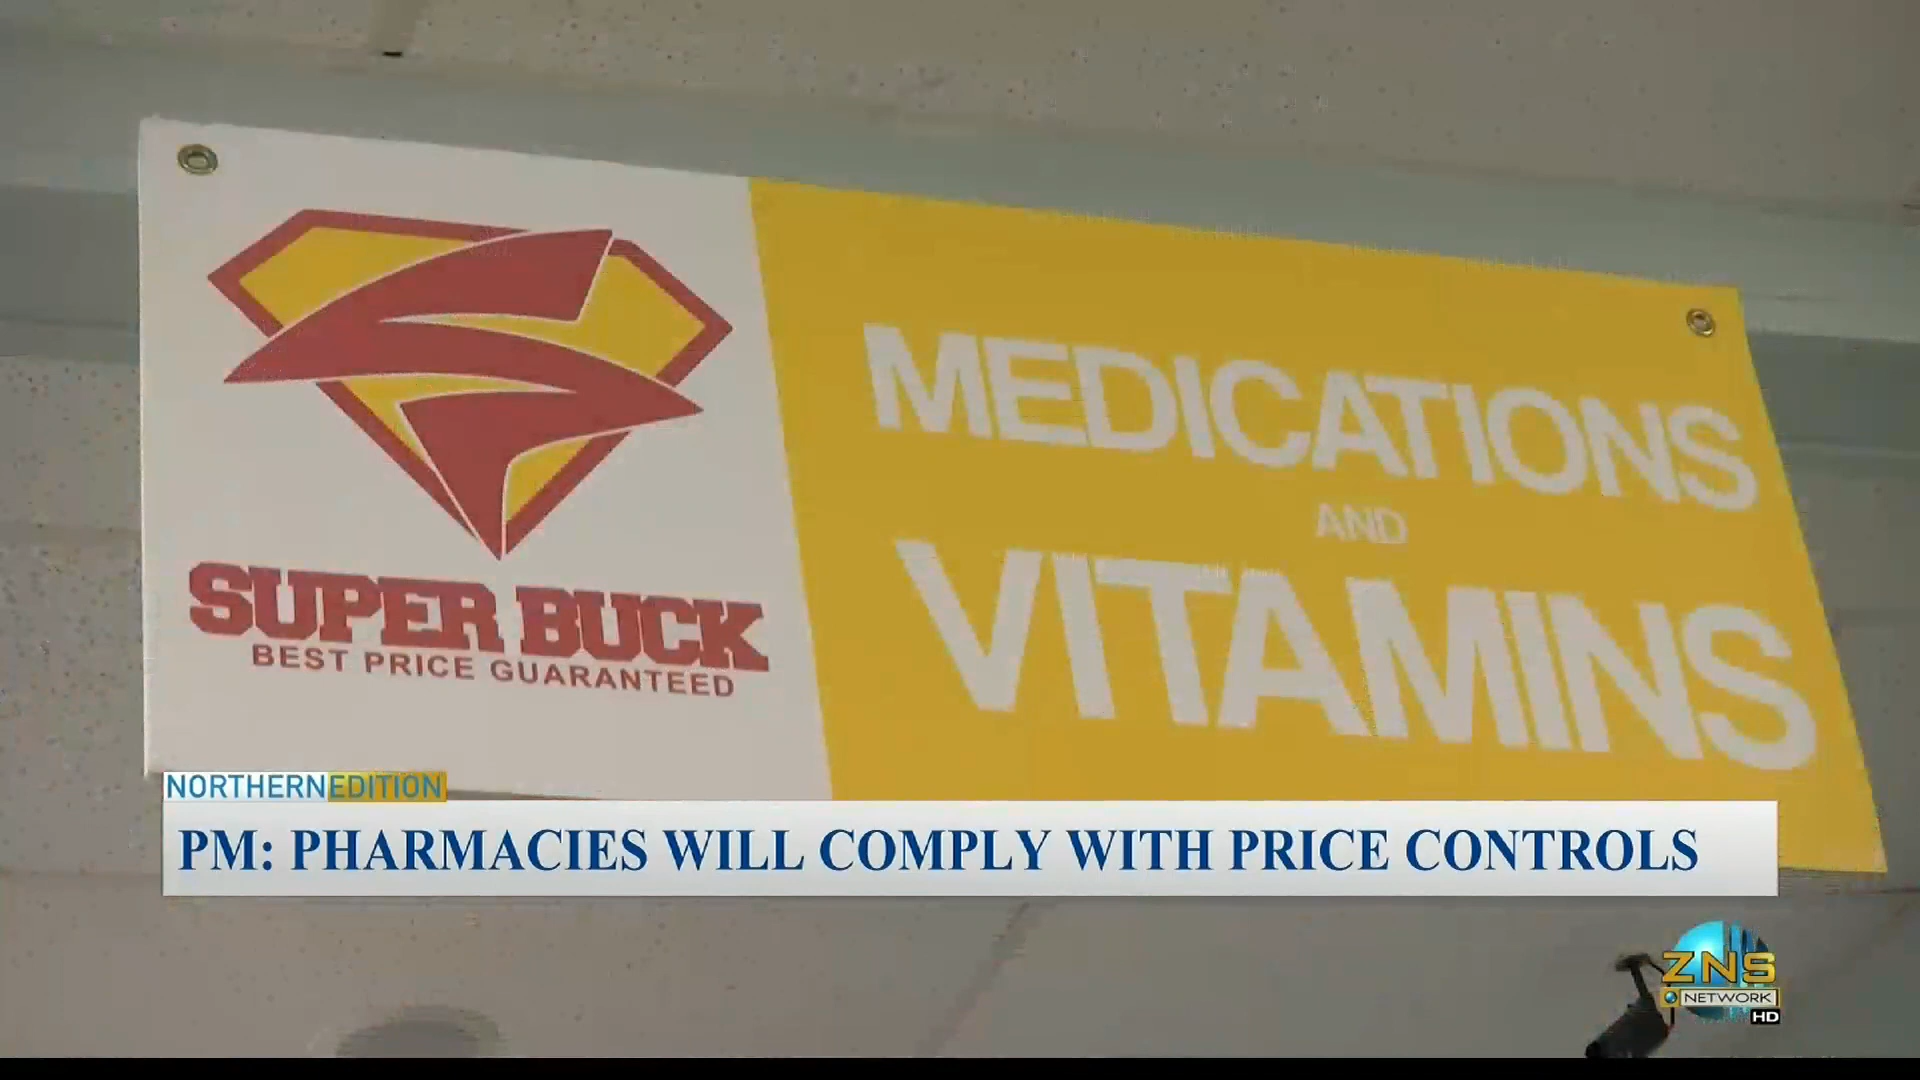 SUPER BUCK
BEST PRICE GUARANTEED
MEDICATIONS
AND
VITAMINS
NORTHERNEDITION
PM: PHARMACIES WILL COMPLY WITH PRICE CONTROLS
ZNS
NETWORK
HD